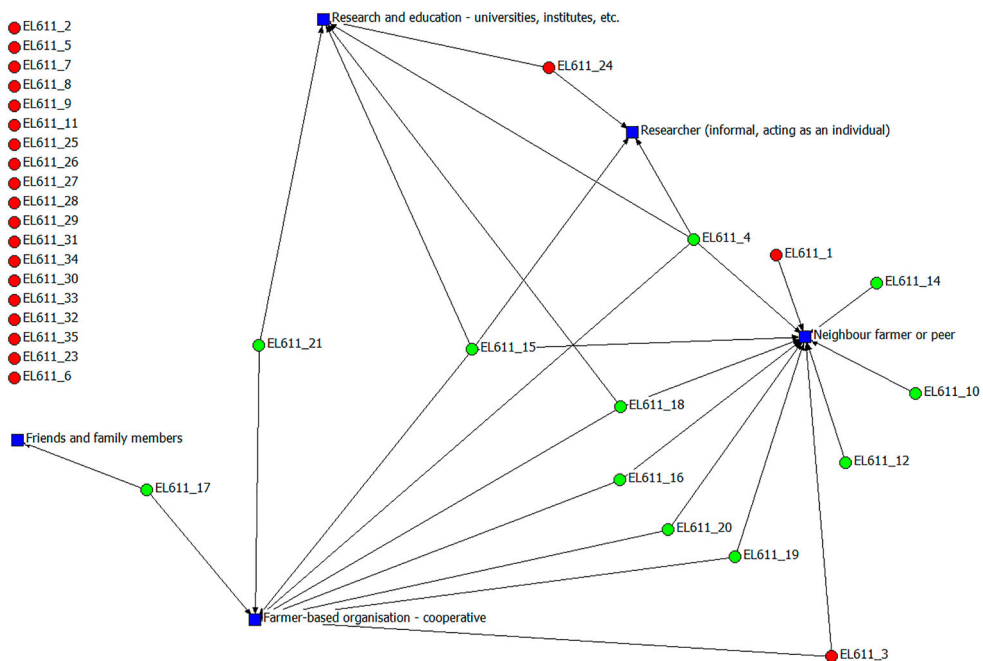 EL611_2
EL611_5
EL611_7
EL611_8
EL611_9
EL611_11
EL611_25
EL611_26
EL611_27
EL611_28
EL611_29
EL611_31
EL611_34
EL611_30
EL611_33
EL611_32
EL611_35
EL611_23
EL611_6
Research and education - universities, institutes, etc.
EL611_24
Researcher (informal, acting as an individual)
EL611_4
EL611_1
EL611_14
Neighbour farmer or peer
EL611_21
EL611_15
EL611_10
EL611_18
Friends and family members
EL611_12
EL611_17
EL611_16
EL611_20
EL611_19
Farmer-based organisation - cooperative
EL611_3